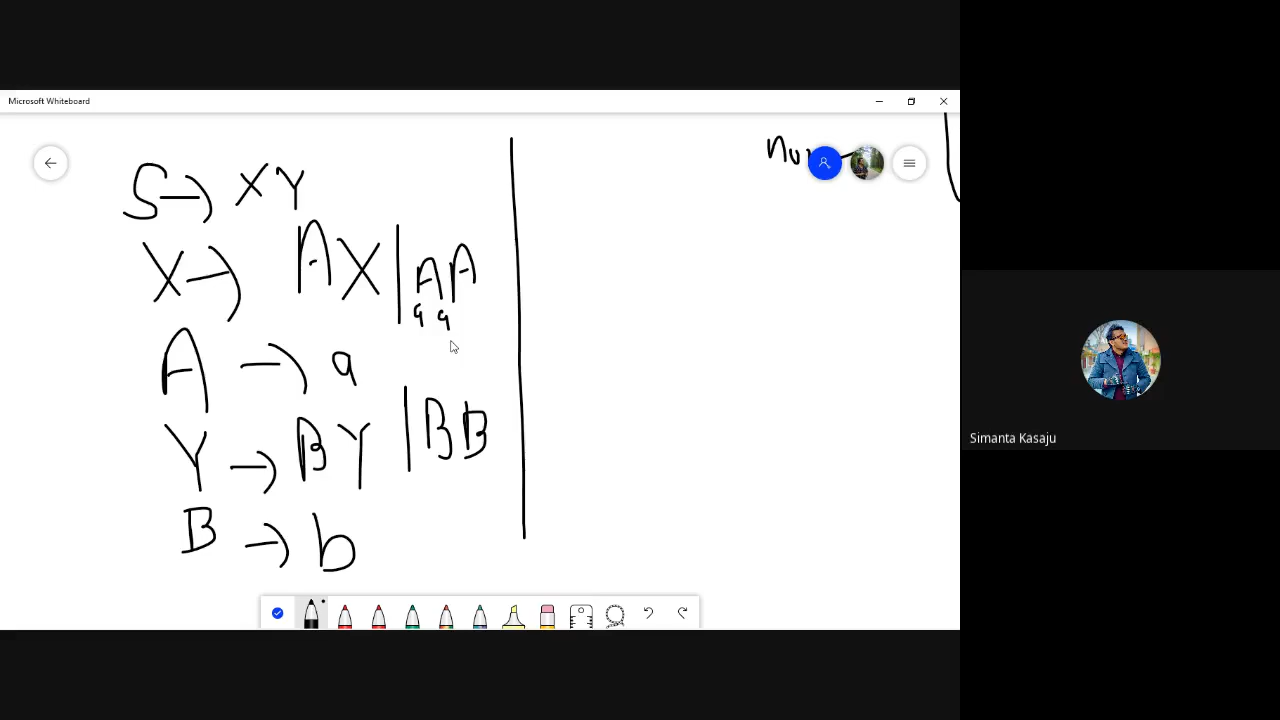 Microsoft Whiteboard
S → XY
X → AX | AA
a a
A → a
Y → BY | BB
B → b
Simanta Kasaju